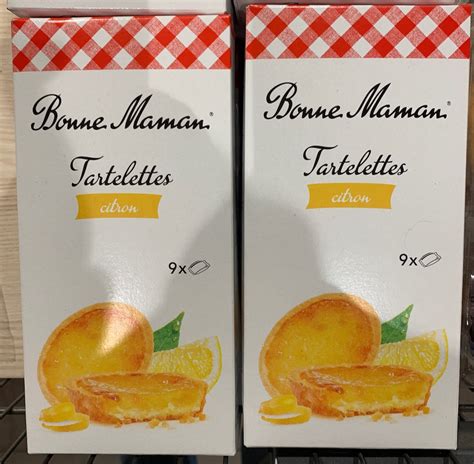 Bonne Maman®
Tartelettes
citron
9x
Bonne Maman®
Tartelettes
citron
9x